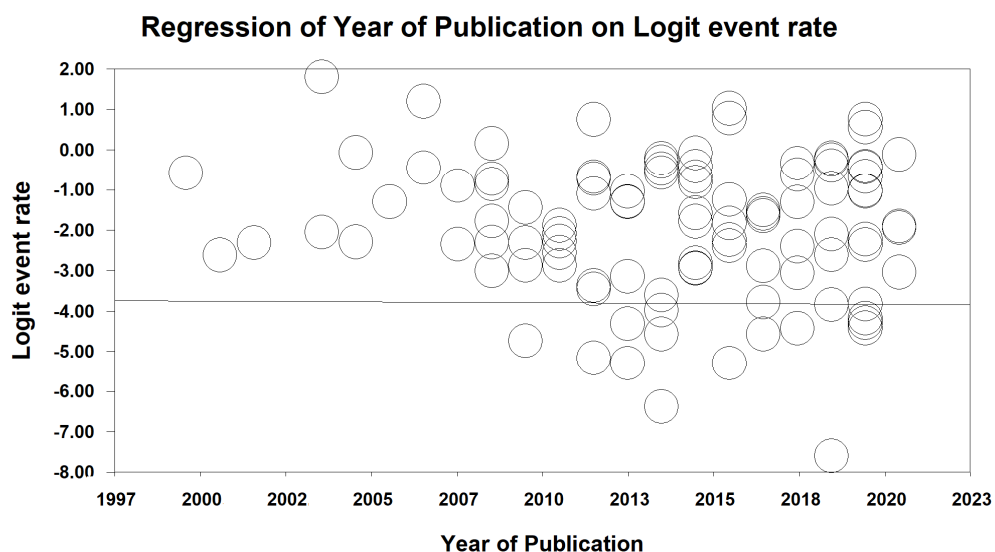 Regression of Year of Publication on Logit event rate
2.00
1.00
0.00
-1.00
-2.00
-3.00
-4.00
-5.00
-6.00
-7.00
-8.00
Logit event rate
1997 2000 2002 2005 2007 2010 2013 2015 2018 2020 2023
Year of Publication